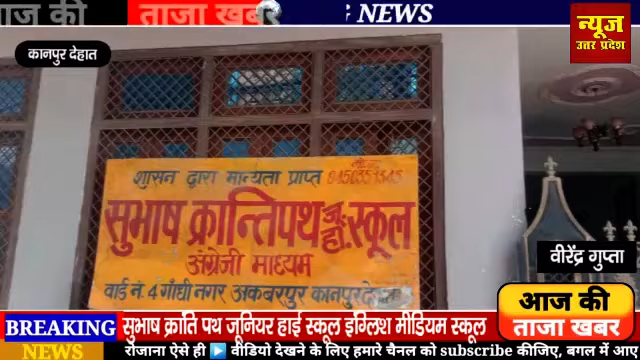 आज की ताजा खबर NEWS
न्यूज
उत्तर प्रदेश
कानपुर देहात
शासन द्वारा मान्यता प्राप्त
सुभाष क्रान्तिपथ जू. हा. स्कूल
अंग्रेजी माध्यम
वार्ड नं. 4 गाँधी नगर अकबरपुर कानपुर
वीरेंद्र गुप्ता
आज की
ताजा खबर
BREAKING NEWS
सुभाष क्रांति पथ जूनियर हाई स्कूल इंग्लिश मीडियम स्कूल
रोजाना ऐसे ही वीडियो देखने के लिए हमारे चैनल को subscribe कीजिए, बगल में